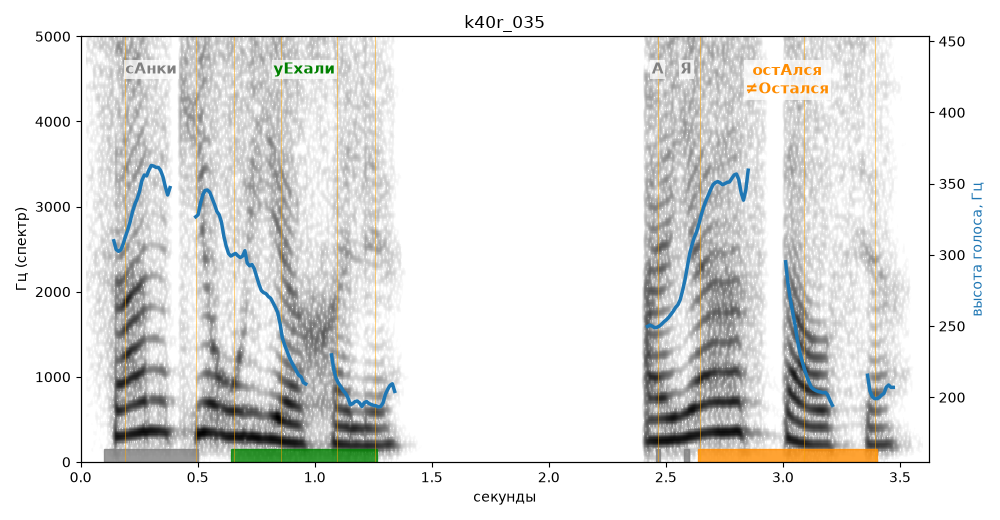 k40r_035
5000
4000
3000
2000
1000
0
Гц (спектр)
450
400
350
300
250
200
высота голоса, Гц
сАнки
уЕхали
А
Я
остАлся
≠Остался
0.0
0.5
1.0
1.5
2.0
2.5
3.0
3.5
секунды